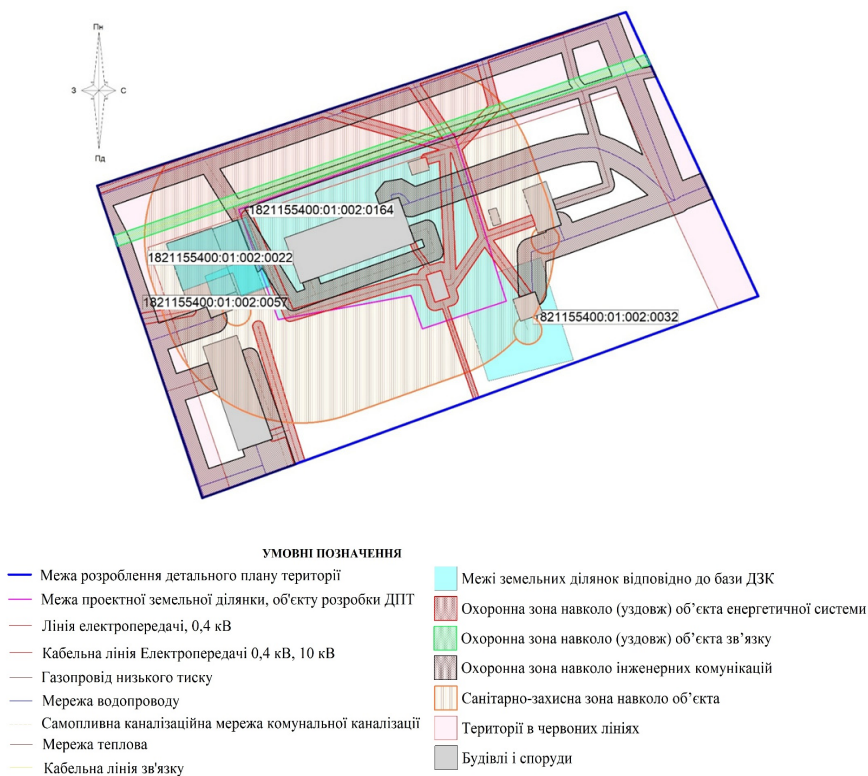 Пн
З
С
Пд
1821155400:01:002:0164
1821155400:01:002:0022
1821155400:01:002:0057
1821155400:01:002:0032
УМОВНІ ПОЗНАЧЕННЯ
Межа розроблення детального плану території
Межа проектної земельної ділянки, об'єкту розробки ДПТ
Лінія електропередачі, 0,4 кВ
Кабельна лінія Електропередачі 0,4 кВ, 10 кВ
Газопровід низького тиску
Мережа водопроводу
Самопливна каналізаційна мережа комунальної каналізації
Мережа теплова
Кабельна лінія зв'язку
Межі земельних ділянок відповідно до бази ДЗК
Охоронна зона навколо (уздовж) об’єкта енергетичної системи
Охоронна зона навколо (уздовж) об’єкта зв’язку
Охоронна зона навколо інженерних комунікацій
Санітарно-захисна зона навколо об’єкта
Території в червоних лініях
Будівлі і споруди